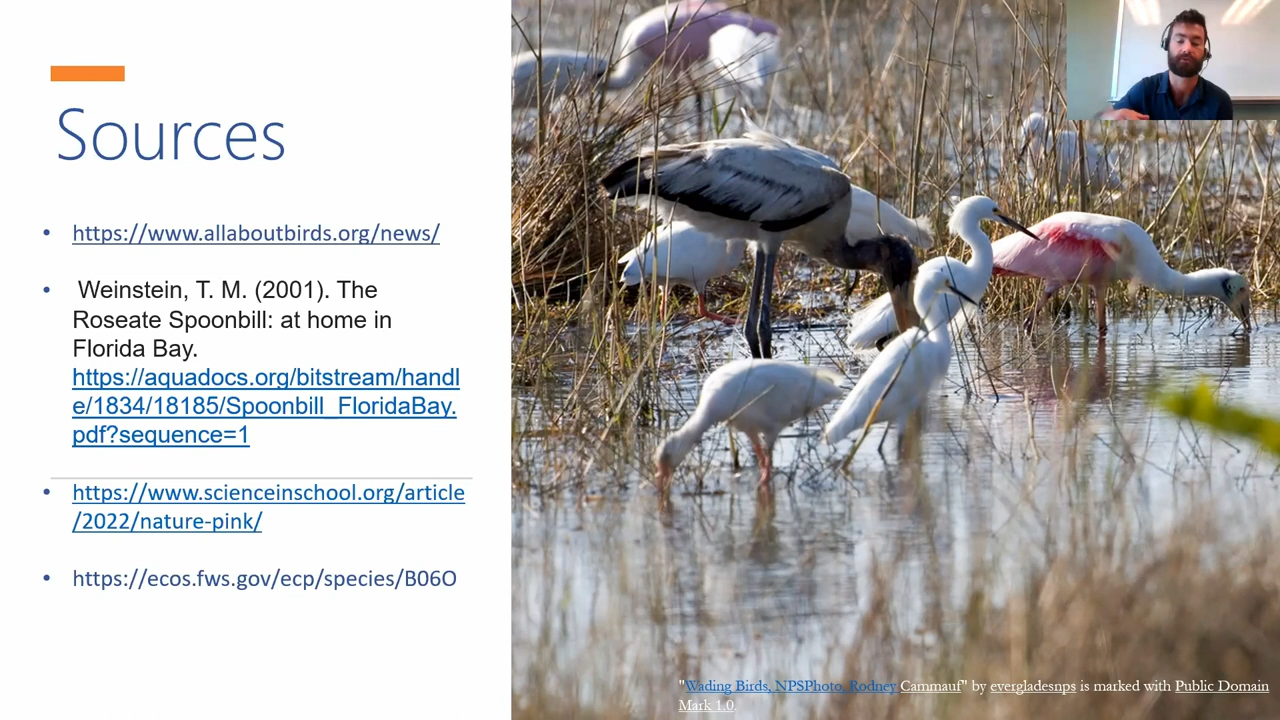 Sources
• https://www.allaboutbirds.org/news/
• Weinstein, T. M. (2001). The
Roseate Spoonbill: at home in
Florida Bay.
https://aquadocs.org/bitstream/handl
e/1834/18185/Spoonbill_FloridaBay.
pdf?sequence=1
• https://www.scienceinschool.org/article
/2022/nature-pink/
• https://ecos.fws.gov/ecp/species/B06O
"Wading Birds, NPSPhoto, Rodney Cammauf" by evergladesnps is marked with Public Domain
Mark 1.0.